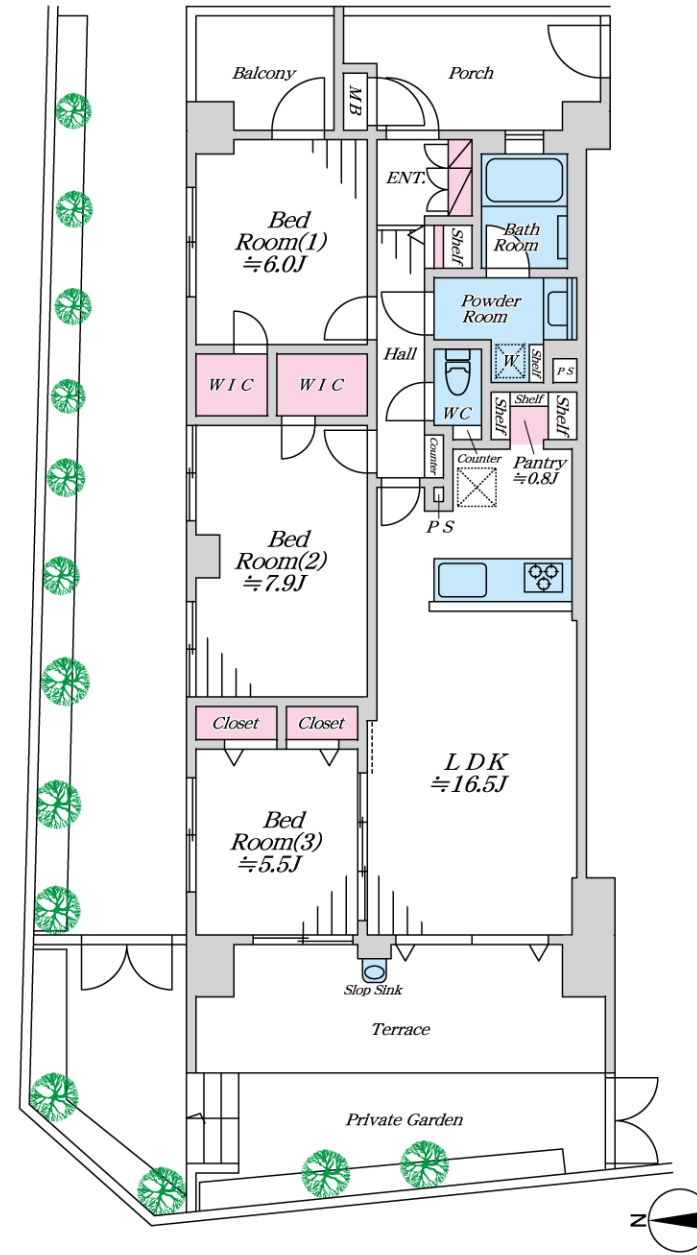 Balcony
Porch
MB
ENT.
Bed
Room(1)
≒6.0J
Shelf
Bath
Room
Powder
Room
Hall
W
Shelf
PS
WIC
WIC
WC
Shelf
Shelf
Shelf
Counter
Counter
Pantry
≒0.8J
PS
Bed
Room(2)
≒7.9J
Closet
Closet
LDK
≒16.5J
Bed
Room(3)
≒5.5J
Slop Sink
Terrace
Private Garden
N